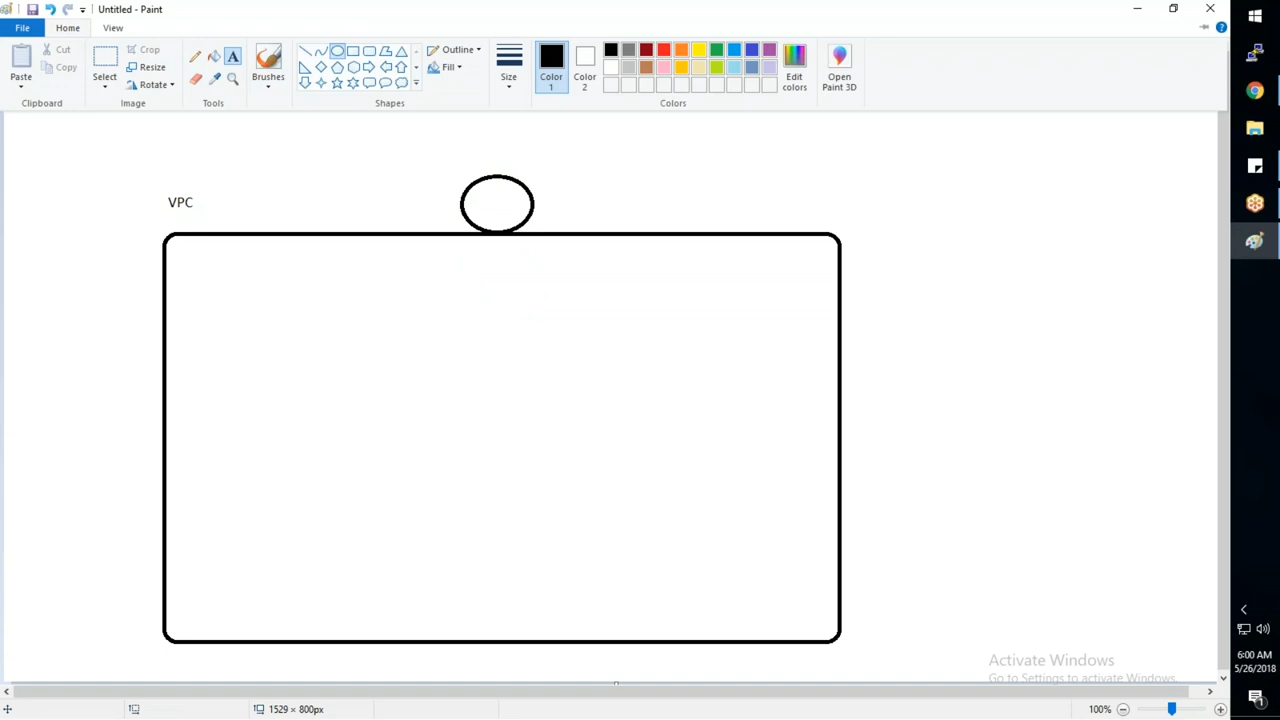 Untitled - Paint
File
Home
View
Paste
Cut
Copy
Clipboard
Select
Crop
Resize
Rotate
Image
A
Tools
Brushes
Shapes
Outline
Fill
Size
Color
1
Color
2
Colors
Edit
colors
Open
Paint 3D
VPC
Activate Windows
Go to Settings to activate Windows.
1529 × 800px
100%
6:00 AM
5/26/2018
1